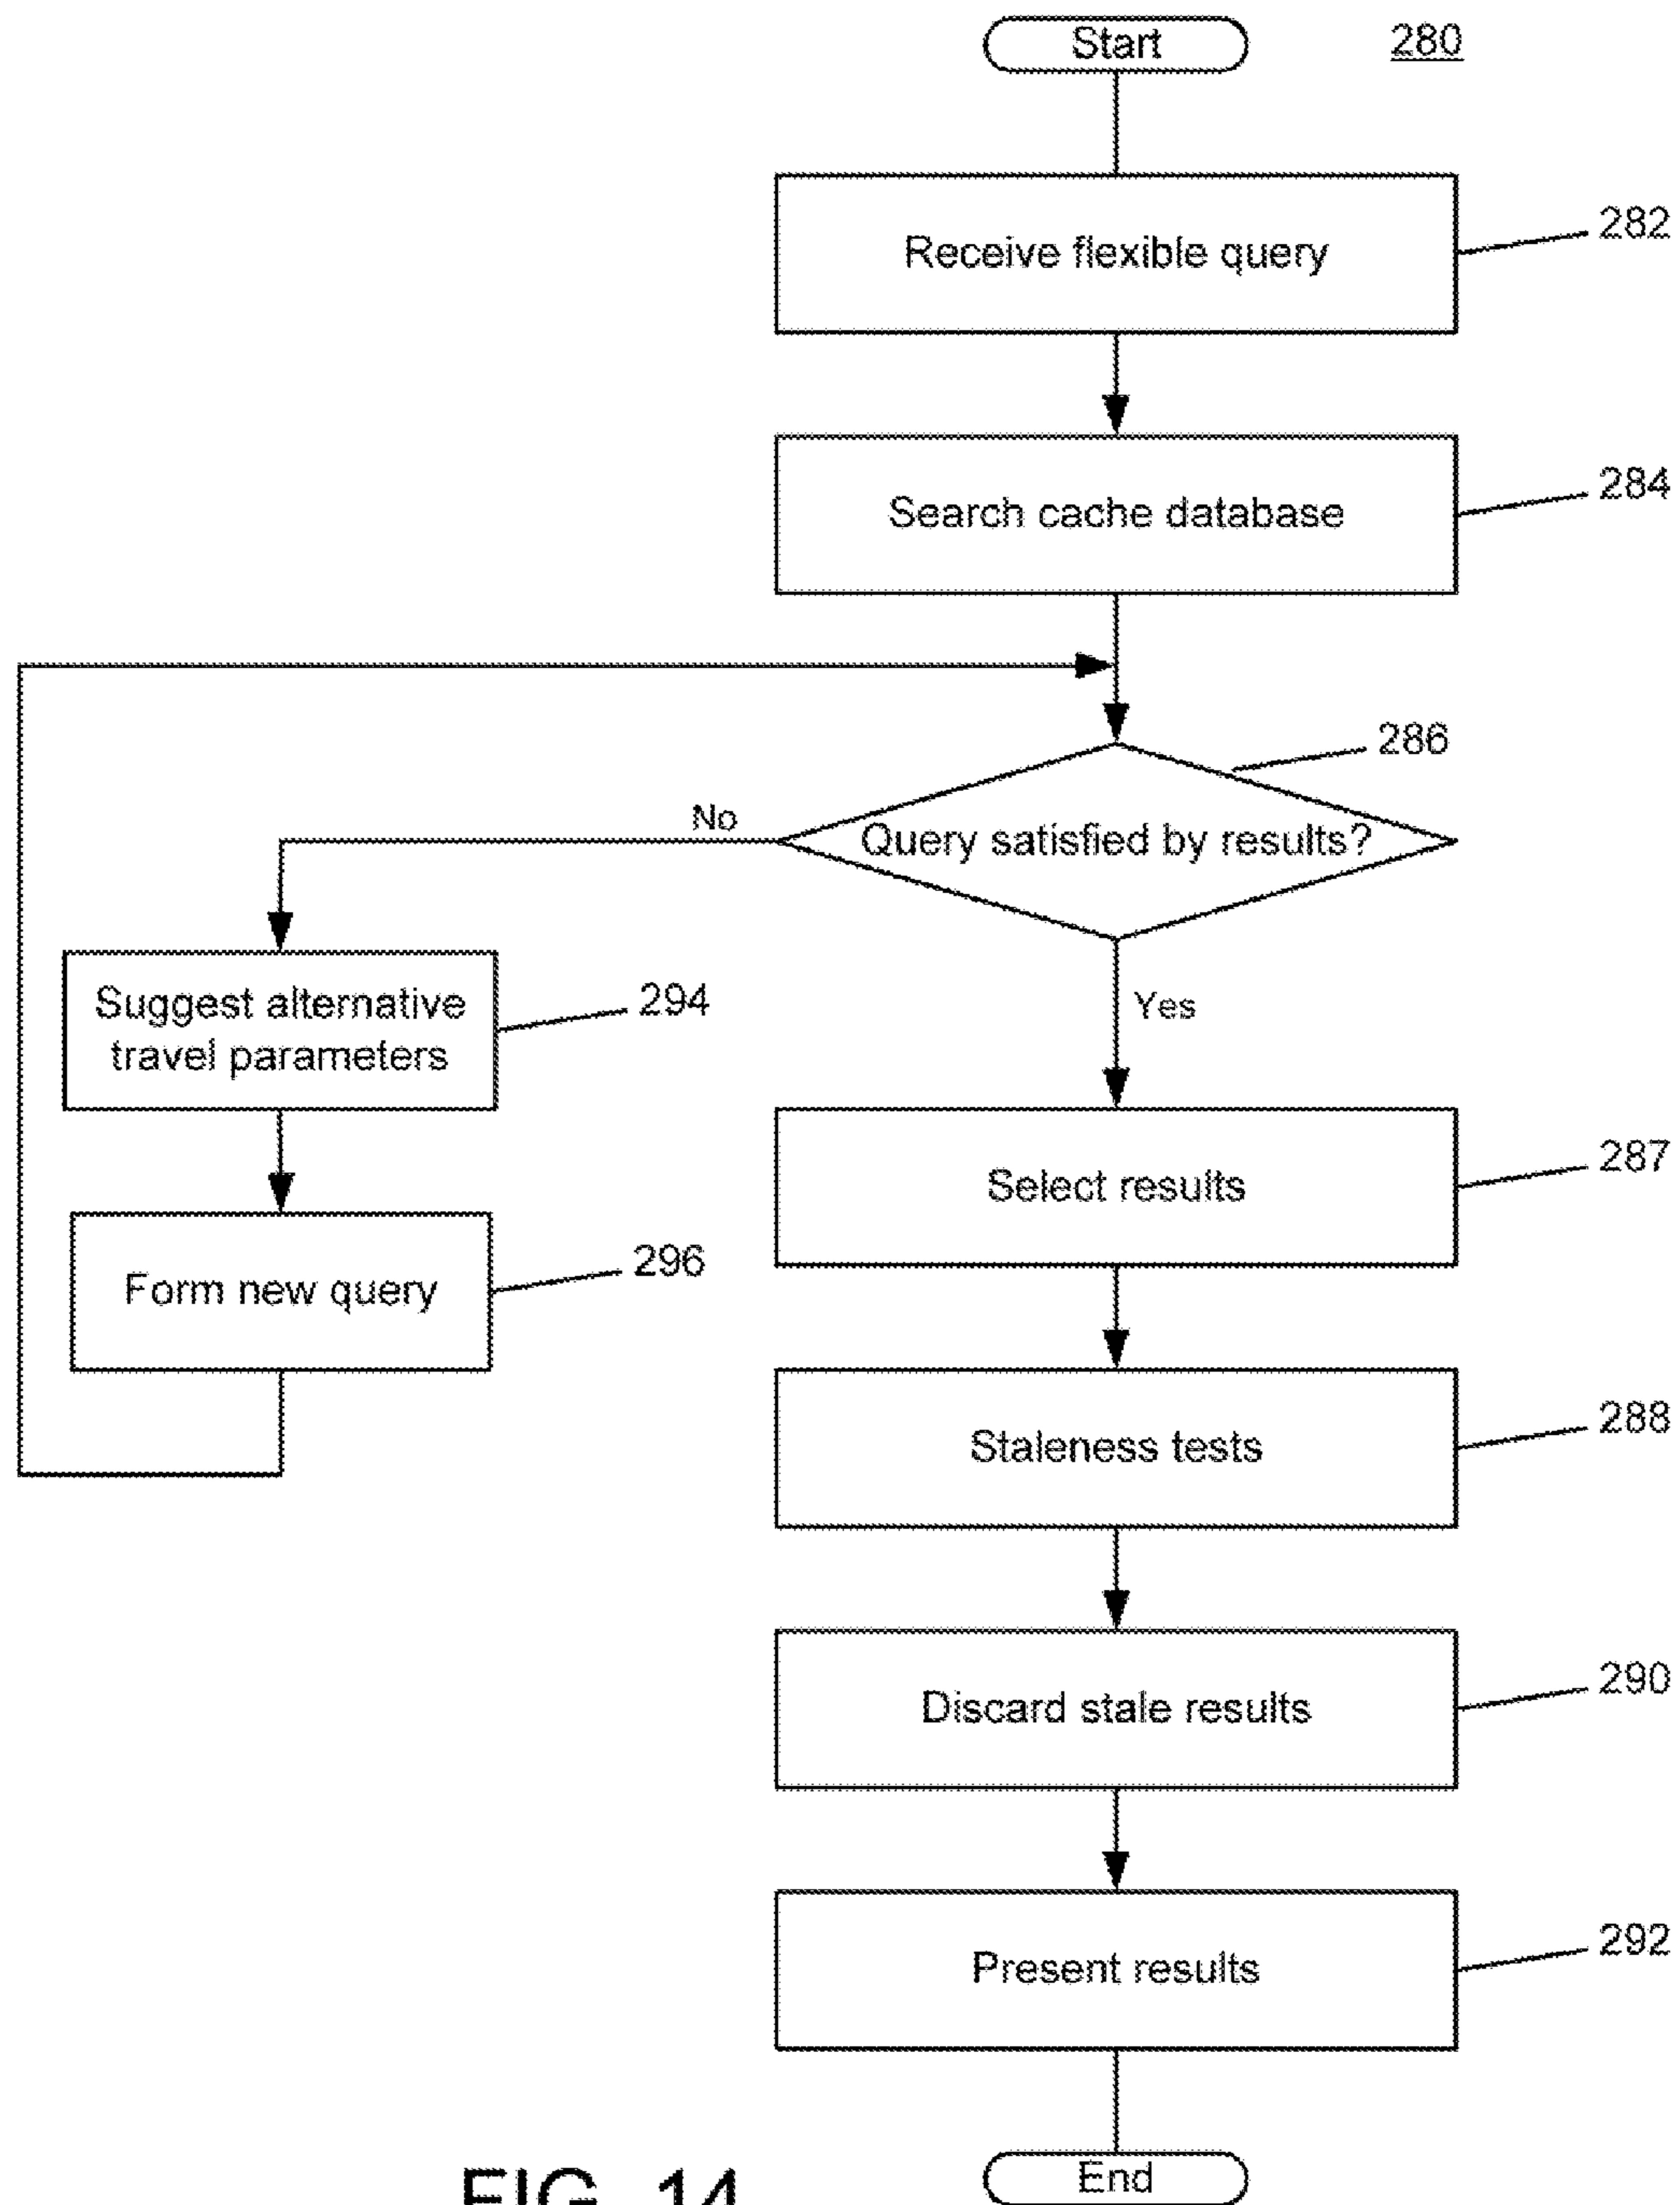 Start
280
Receive flexible query
282
Search cache database
284
286
Query satisfied by results?
No
Yes
Suggest alternative
travel parameters
294
Form new query
296
Select results
287
Staleness tests
288
Discard stale results
290
Present results
292
End
FIG. 14